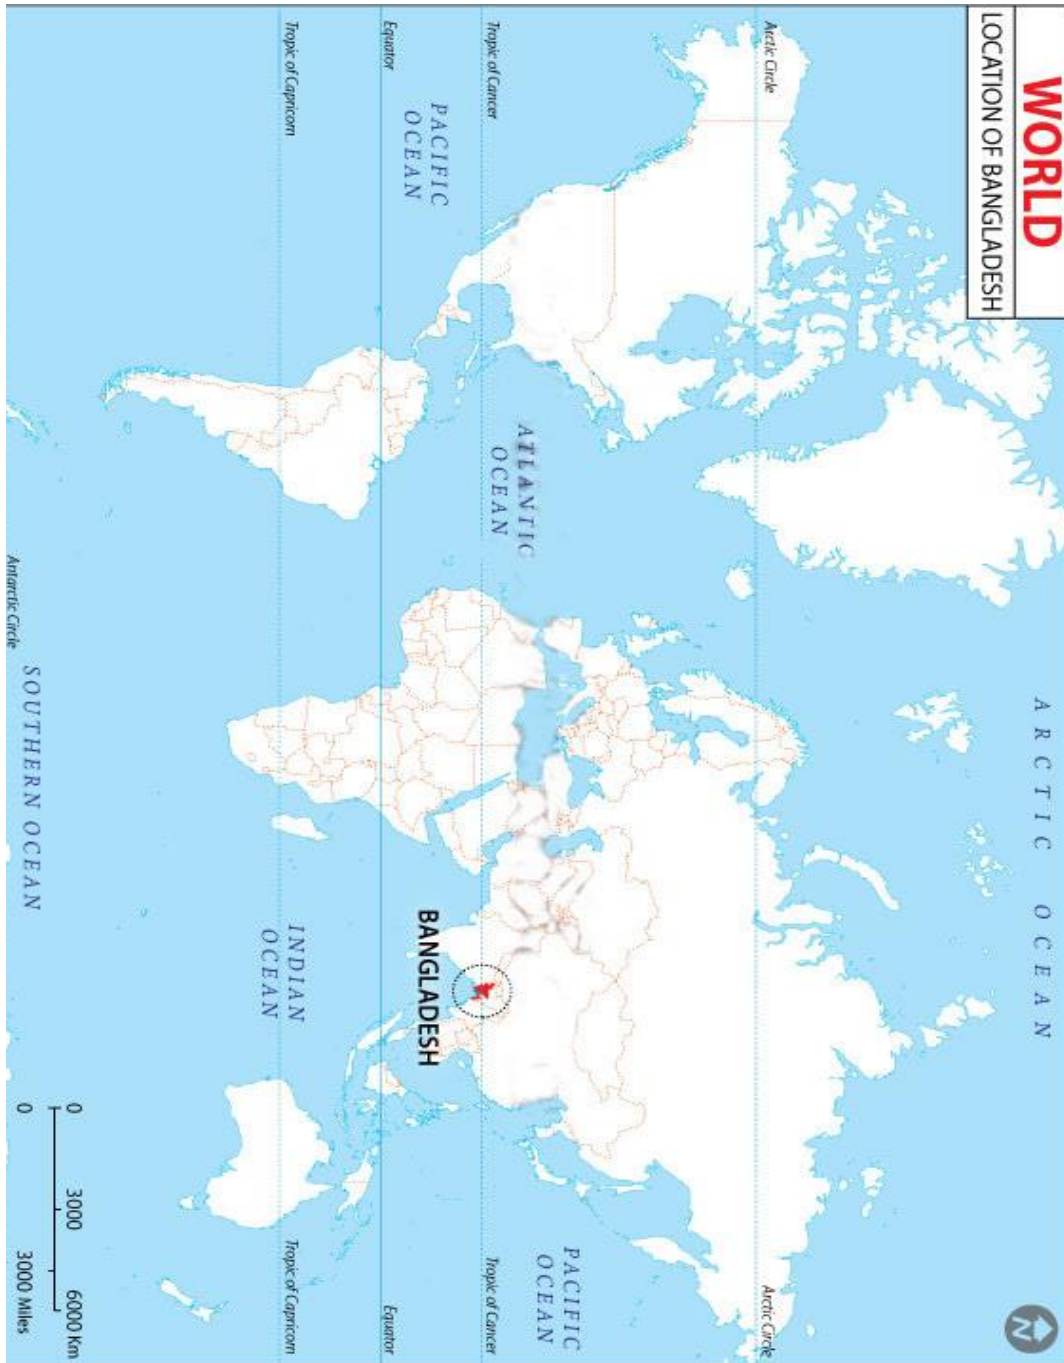 WORLD
LOCATION OF BANGLADESH
ARCTIC OCEAN
Arctic Circle
Arctic Circle
ATLANTIC
OCEAN
PACIFIC
OCEAN
Tropic of Cancer
Tropic of Cancer
PACIFIC
OCEAN
BANGLADESH
Equator
Equator
INDIAN
OCEAN
Tropic of Capricorn
Tropic of Capricorn
SOUTHERN OCEAN
Antarctic Circle
0 3000 6000 Km
0 3000 Miles
N